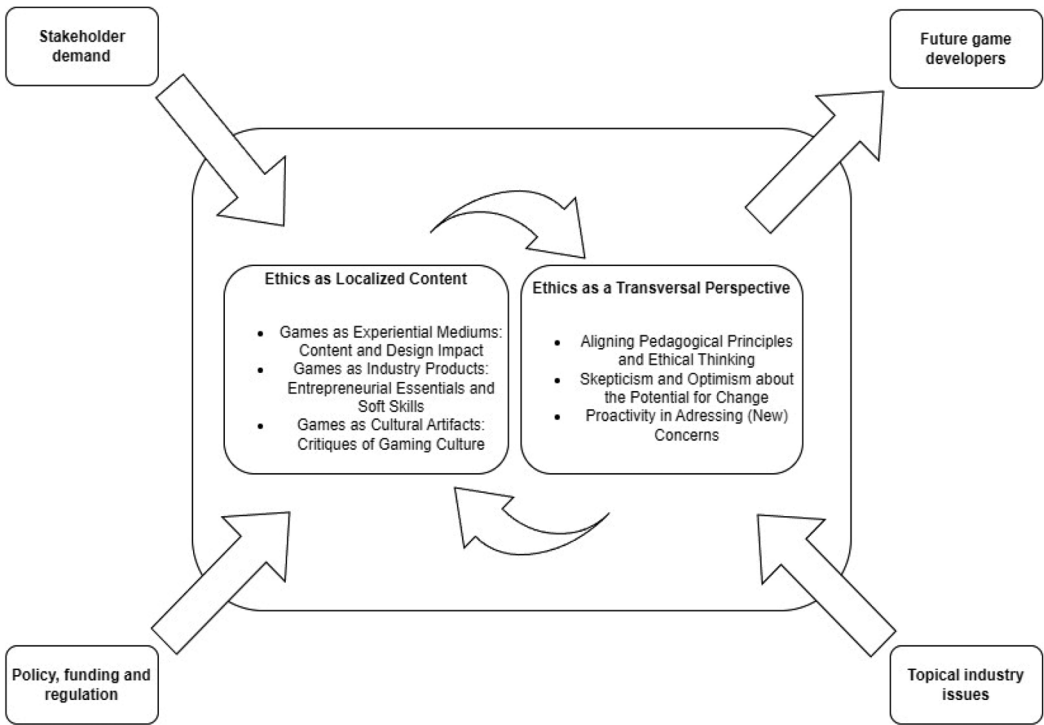 Stakeholder
demand
Future game
developers
Ethics as Localized Content
• Games as Experiential Mediums:
Content and Design Impact
• Games as Industry Products:
Entrepreneurial Essentials and
Soft Skills
• Games as Cultural Artifacts:
Critiques of Gaming Culture
Ethics as a Transversal Perspective
• Aligning Pedagogical Principles
and Ethical Thinking
• Skepticism and Optimism about
the Potential for Change
• Proactivity in Adressing (New)
Concerns
Policy, funding and
regulation
Topical industry
issues